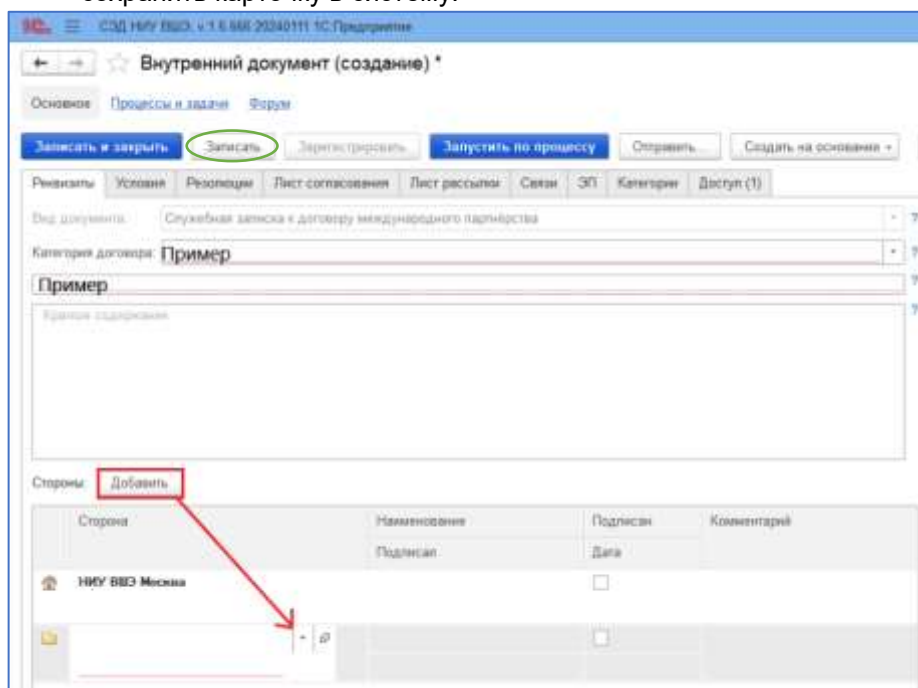 сохранить карточку в систему.
1С СЭД НИУ ВШЭ, v.1.6.666 20240111 1С:Предприятие
Внутренний документ (создание) *
Основное Процессы и задачи Форум
Записать и закрыть Записать Зарегистрировать Запустить по процессу Отправить... Создать на основании
Реквизиты Условия Резолюции Лист согласования Лист рассылки Связи ЭП Категории Доступ (1)
Вид документа: Служебная записка к договору международного партнёрства ?
Категория договора: Пример ?
Пример ?
Краткое содержание ?
Стороны: Добавить
Сторона Наименование Подписан Комментарий
Подписал Дата
НИУ ВШЭ Москва